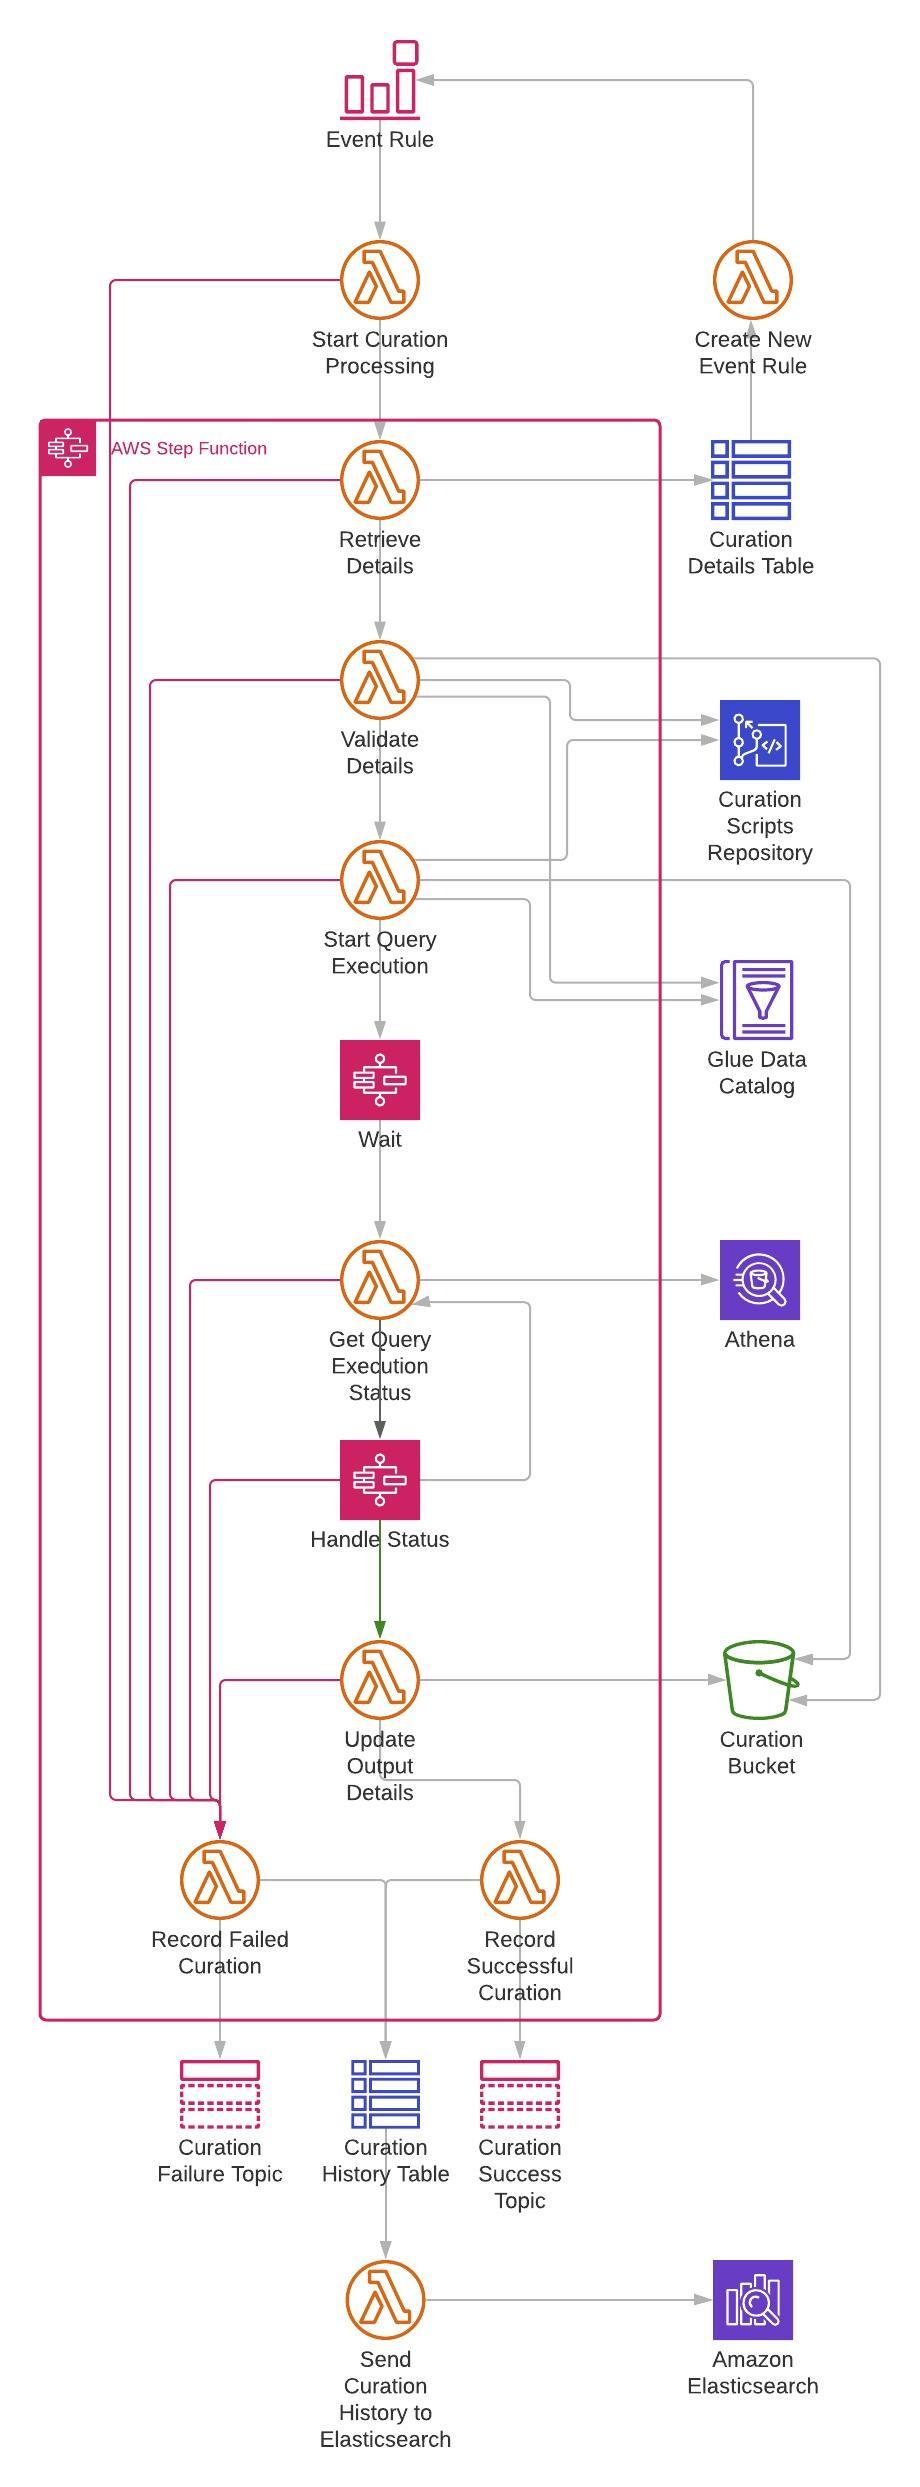 Event Rule
Start Curation
Processing
Create New
Event Rule
AWS Step Function
Retrieve
Details
Curation
Details Table
Validate
Details
Curation
Scripts
Repository
Start Query
Execution
Glue Data
Catalog
Wait
Get Query
Execution
Status
Athena
Handle Status
Update
Output
Details
Curation
Bucket
Record Failed
Curation
Record
Successful
Curation
Curation
Failure Topic
Curation
History Table
Curation
Success
Topic
Send
Curation
History to
Elasticsearch
Amazon
Elasticsearch